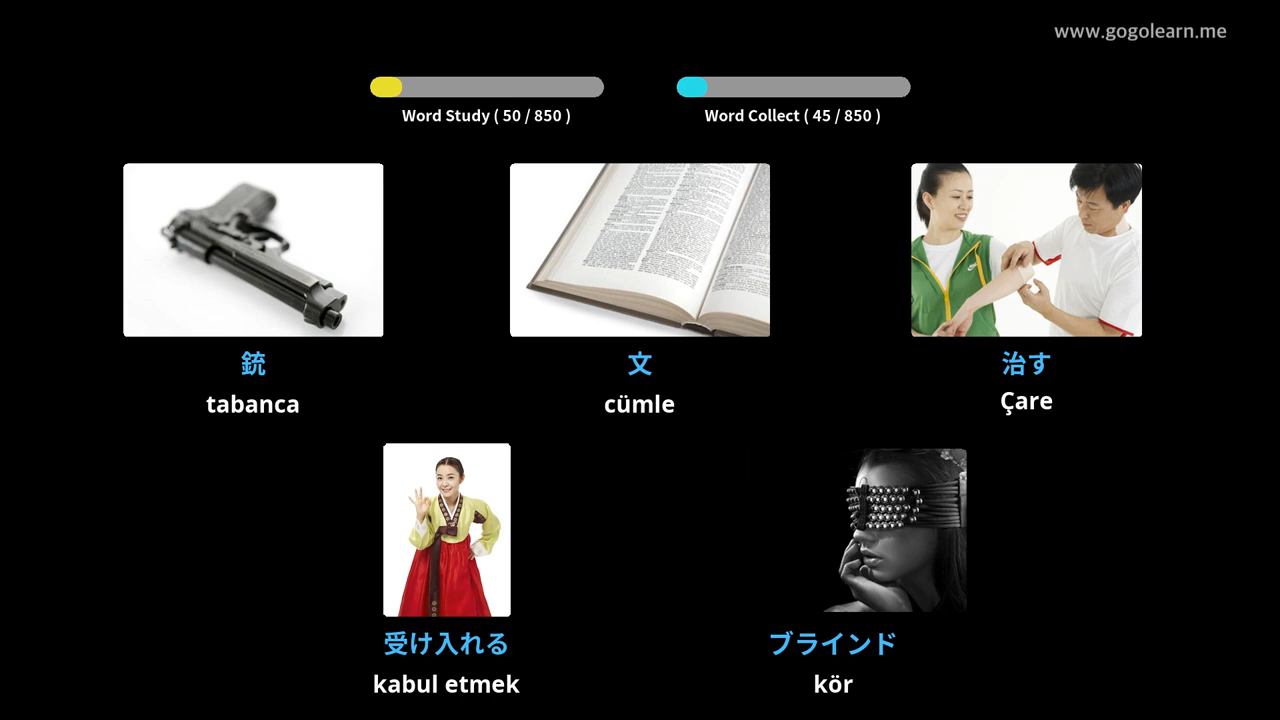 www.gogolearn.me
Word Study ( 50 / 850 )
Word Collect ( 45 / 850 )
銃
tabanca
文
cümle
治す
Çare
受け入れる
kabul etmek
ブラインド
kör